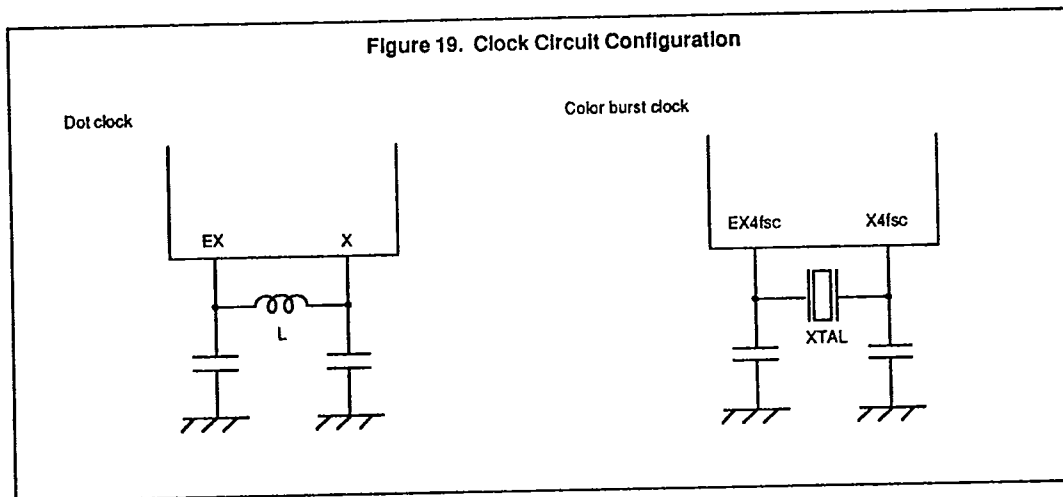 Figure 19. Clock Circuit Configuration
Dot clock
Color burst clock
EX
X
L
EX4fsc
X4fsc
XTAL